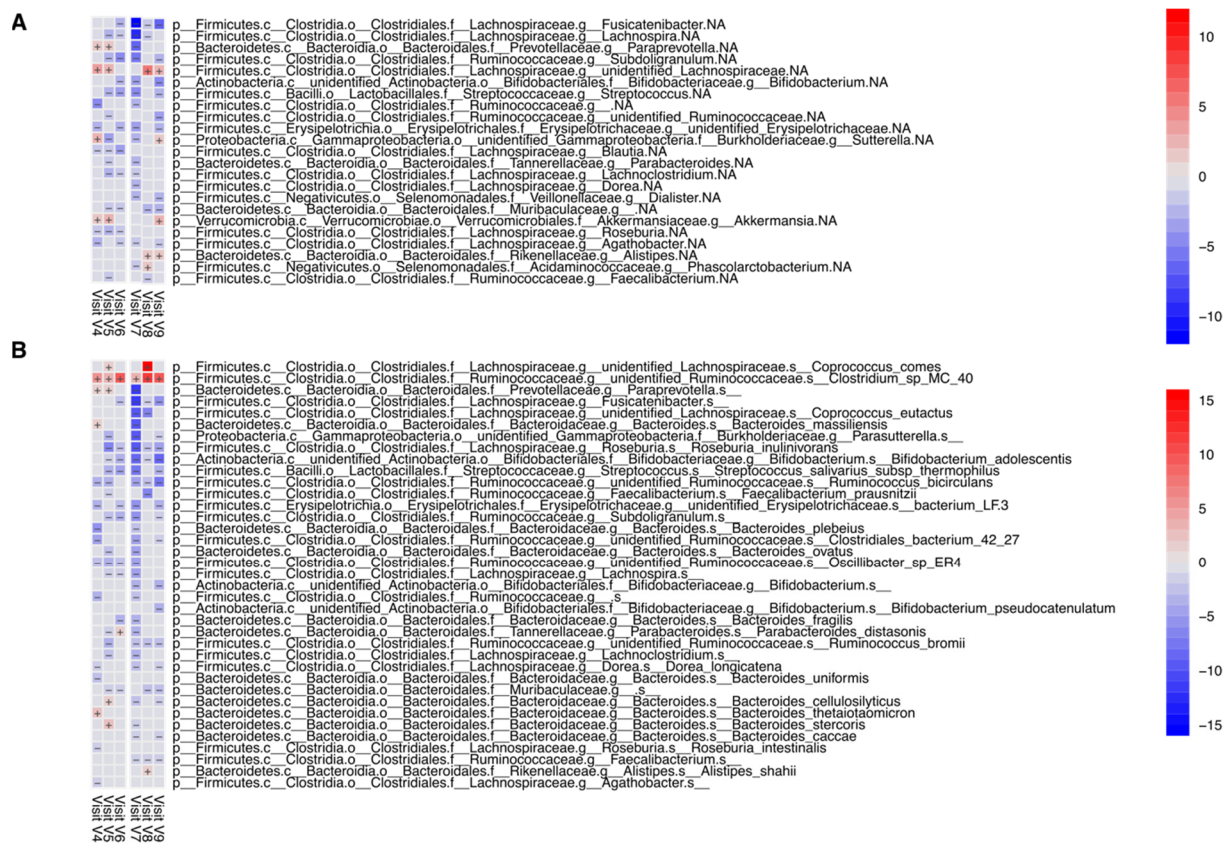 A
p__Firmicutes.c__Clostridia.o__Clostridiales.f__Lachnospiraceae.g__Fusicatenibacter.NA
p__Firmicutes.c__Clostridia.o__Clostridiales.f__Lachnospiraceae.g__Lachnospira.NA
p__Bacteroidetes.c__Bacteroidia.o__Bacteroidales.f__Prevotellaceae.g__Paraprevotella.NA
p__Firmicutes.c__Clostridia.o__Clostridiales.f__Ruminococcaceae.g__Subdoligranulum.NA
p__Firmicutes.c__Clostridia.o__Clostridiales.f__Lachnospiraceae.g__unidentified_Lachnospiraceae.NA
p__Actinobacteria.c__unidentified_Actinobacteria.o__Bifidobacteriales.f__Bifidobacteriaceae.g__Bifidobacterium.NA
p__Firmicutes.c__Bacilli.o__Lactobacillales.f__Streptococcaceae.g__Streptococcus.NA
p__Firmicutes.c__Clostridia.o__Clostridiales.f__Ruminococcaceae.g__.NA
p__Firmicutes.c__Clostridia.o__Clostridiales.f__Ruminococcaceae.g__unidentified_Ruminococcaceae.NA
p__Firmicutes.c__Erysipelotrichia.o__Erysipelotrichales.f__Erysipelotrichaceae.g__unidentified_Erysipelotrichaceae.NA
p__Proteobacteria.c__Gammaproteobacteria.o__unidentified_Gammaproteobacteria.f__Burkholderiaceae.g__Sutterella.NA
p__Firmicutes.c__Clostridia.o__Clostridiales.f__Lachnospiraceae.g__Blautia.NA
p__Bacteroidetes.c__Bacteroidia.o__Bacteroidales.f__Tannerellaceae.g__Parabacteroides.NA
p__Firmicutes.c__Clostridia.o__Clostridiales.f__Lachnospiraceae.g__Lachnoclostridium.NA
p__Firmicutes.c__Clostridia.o__Clostridiales.f__Lachnospiraceae.g__Dorea.NA
p__Firmicutes.c__Negativicutes.o__Selenomonadales.f__Veillonellaceae.g__Dialister.NA
p__Bacteroidetes.c__Bacteroidia.o__Bacteroidales.f__Muribaculaceae.g__.NA
p__Verrucomicrobia.c__Verrucomicrobiae.o__Verrucomicrobiales.f__Akkermansiaceae.g__Akkermansia.NA
p__Firmicutes.c__Clostridia.o__Clostridiales.f__Lachnospiraceae.g__Roseburia.NA
p__Firmicutes.c__Clostridia.o__Clostridiales.f__Lachnospiraceae.g__Agathobacter.NA
p__Bacteroidetes.c__Bacteroidia.o__Bacteroidales.f__Rikenellaceae.g__Alistipes.NA
p__Firmicutes.c__Negativicutes.o__Selenomonadales.f__Acidaminococcaceae.g__Phascolarctobacterium.NA
p__Firmicutes.c__Clostridia.o__Clostridiales.f__Ruminococcaceae.g__Faecalibacterium.NA
Visit V4
Visit V5
Visit V6
Visit V7
Visit V8
Visit V9
10
5
0
−5
−10
B
p__Firmicutes.c__Clostridia.o__Clostridiales.f__Lachnospiraceae.g__unidentified_Lachnospiraceae.s__Coprococcus_comes
p__Firmicutes.c__Clostridia.o__Clostridiales.f__Ruminococcaceae.g__unidentified_Ruminococcaceae.s__Clostridium_sp_MC_40
p__Bacteroidetes.c__Bacteroidia.o__Bacteroidales.f__Prevotellaceae.g__Paraprevotella.s__
p__Firmicutes.c__Clostridia.o__Clostridiales.f__Lachnospiraceae.g__Fusicatenibacter.s__
p__Firmicutes.c__Clostridia.o__Clostridiales.f__Lachnospiraceae.g__unidentified_Lachnospiraceae.s__Coprococcus_eutactus
p__Bacteroidetes.c__Bacteroidia.o__Bacteroidales.f__Bacteroidaceae.g__Bacteroides.s__Bacteroides_massiliensis
p__Proteobacteria.c__Gammaproteobacteria.o__unidentified_Gammaproteobacteria.f__Burkholderiaceae.g__Parasutterella.s__
p__Firmicutes.c__Clostridia.o__Clostridiales.f__Lachnospiraceae.g__Roseburia.s__Roseburia_inulinivorans
p__Actinobacteria.c__unidentified_Actinobacteria.o__Bifidobacteriales.f__Bifidobacteriaceae.g__Bifidobacterium.s__Bifidobacterium_adolescentis
p__Firmicutes.c__Bacilli.o__Lactobacillales.f__Streptococcaceae.g__Streptococcus.s__Streptococcus_salivarius_subsp_thermophilus
p__Firmicutes.c__Clostridia.o__Clostridiales.f__Ruminococcaceae.g__unidentified_Ruminococcaceae.s__Ruminococcus_bicirculans
p__Firmicutes.c__Clostridia.o__Clostridiales.f__Ruminococcaceae.g__Faecalibacterium.s__Faecalibacterium_prausnitzii
p__Firmicutes.c__Erysipelotrichia.o__Erysipelotrichales.f__Erysipelotrichaceae.g__unidentified_Erysipelotrichaceae.s__bacterium_LF.3
p__Firmicutes.c__Clostridia.o__Clostridiales.f__Ruminococcaceae.g__Subdoligranulum.s__
p__Bacteroidetes.c__Bacteroidia.o__Bacteroidales.f__Bacteroidaceae.g__Bacteroides.s__Bacteroides_plebeius
p__Firmicutes.c__Clostridia.o__Clostridiales.f__Ruminococcaceae.g__unidentified_Ruminococcaceae.s__Clostridiales_bacterium_42_27
p__Bacteroidetes.c__Bacteroidia.o__Bacteroidales.f__Bacteroidaceae.g__Bacteroides.s__Bacteroides_ovatus
p__Firmicutes.c__Clostridia.o__Clostridiales.f__Ruminococcaceae.g__unidentified_Ruminococcaceae.s__Oscillibacter_sp_ER4
p__Firmicutes.c__Clostridia.o__Clostridiales.f__Lachnospiraceae.g__Lachnospira.s__
p__Actinobacteria.c__unidentified_Actinobacteria.o__Bifidobacteriales.f__Bifidobacteriaceae.g__Bifidobacterium.s__
p__Firmicutes.c__Clostridia.o__Clostridiales.f__Ruminococcaceae.g__.s__
p__Actinobacteria.c__unidentified_Actinobacteria.o__Bifidobacteriales.f__Bifidobacteriaceae.g__Bifidobacterium.s__Bifidobacterium_pseudocatenulatum
p__Bacteroidetes.c__Bacteroidia.o__Bacteroidales.f__Bacteroidaceae.g__Bacteroides.s__Bacteroides_fragilis
p__Bacteroidetes.c__Bacteroidia.o__Bacteroidales.f__Tannerellaceae.g__Parabacteroides.s__Parabacteroides_distasonis
p__Firmicutes.c__Clostridia.o__Clostridiales.f__Ruminococcaceae.g__unidentified_Ruminococcaceae.s__Ruminococcus_bromii
p__Firmicutes.c__Clostridia.o__Clostridiales.f__Lachnospiraceae.g__Lachnoclostridium.s__
p__Firmicutes.c__Clostridia.o__Clostridiales.f__Lachnospiraceae.g__Dorea.s__Dorea_longicatena
p__Bacteroidetes.c__Bacteroidia.o__Bacteroidales.f__Bacteroidaceae.g__Bacteroides.s__Bacteroides_uniformis
p__Bacteroidetes.c__Bacteroidia.o__Bacteroidales.f__Muribaculaceae.g__.s__
p__Bacteroidetes.c__Bacteroidia.o__Bacteroidales.f__Bacteroidaceae.g__Bacteroides.s__Bacteroides_cellulosilyticus
p__Bacteroidetes.c__Bacteroidia.o__Bacteroidales.f__Bacteroidaceae.g__Bacteroides.s__Bacteroides_thetaiotaomicron
p__Bacteroidetes.c__Bacteroidia.o__Bacteroidales.f__Bacteroidaceae.g__Bacteroides.s__Bacteroides_stercoris
p__Bacteroidetes.c__Bacteroidia.o__Bacteroidales.f__Bacteroidaceae.g__Bacteroides.s__Bacteroides_caccae
p__Firmicutes.c__Clostridia.o__Clostridiales.f__Lachnospiraceae.g__Roseburia.s__Roseburia_intestinalis
p__Firmicutes.c__Clostridia.o__Clostridiales.f__Ruminococcaceae.g__Faecalibacterium.s__
p__Bacteroidetes.c__Bacteroidia.o__Bacteroidales.f__Rikenellaceae.g__Alistipes.s__Alistipes_shahii
p__Firmicutes.c__Clostridia.o__Clostridiales.f__Lachnospiraceae.g__Agathobacter.s__
Visit V4
Visit V5
Visit V6
Visit V7
Visit V8
Visit V9
15
10
5
0
−5
−10
−15